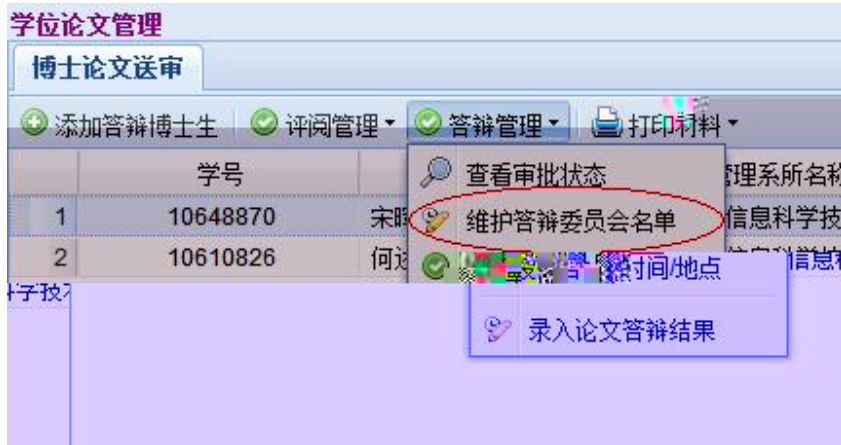 学位论文管理
博士论文送审
添加答辩博士生 评阅管理 答辩管理 打印材料
学号 管理系所名称
查看审批状态
1 10648870 宋 信息科学技
维护答辩委员会名单
2 10610826 何 信息
时间/地点
录入论文答辩结果